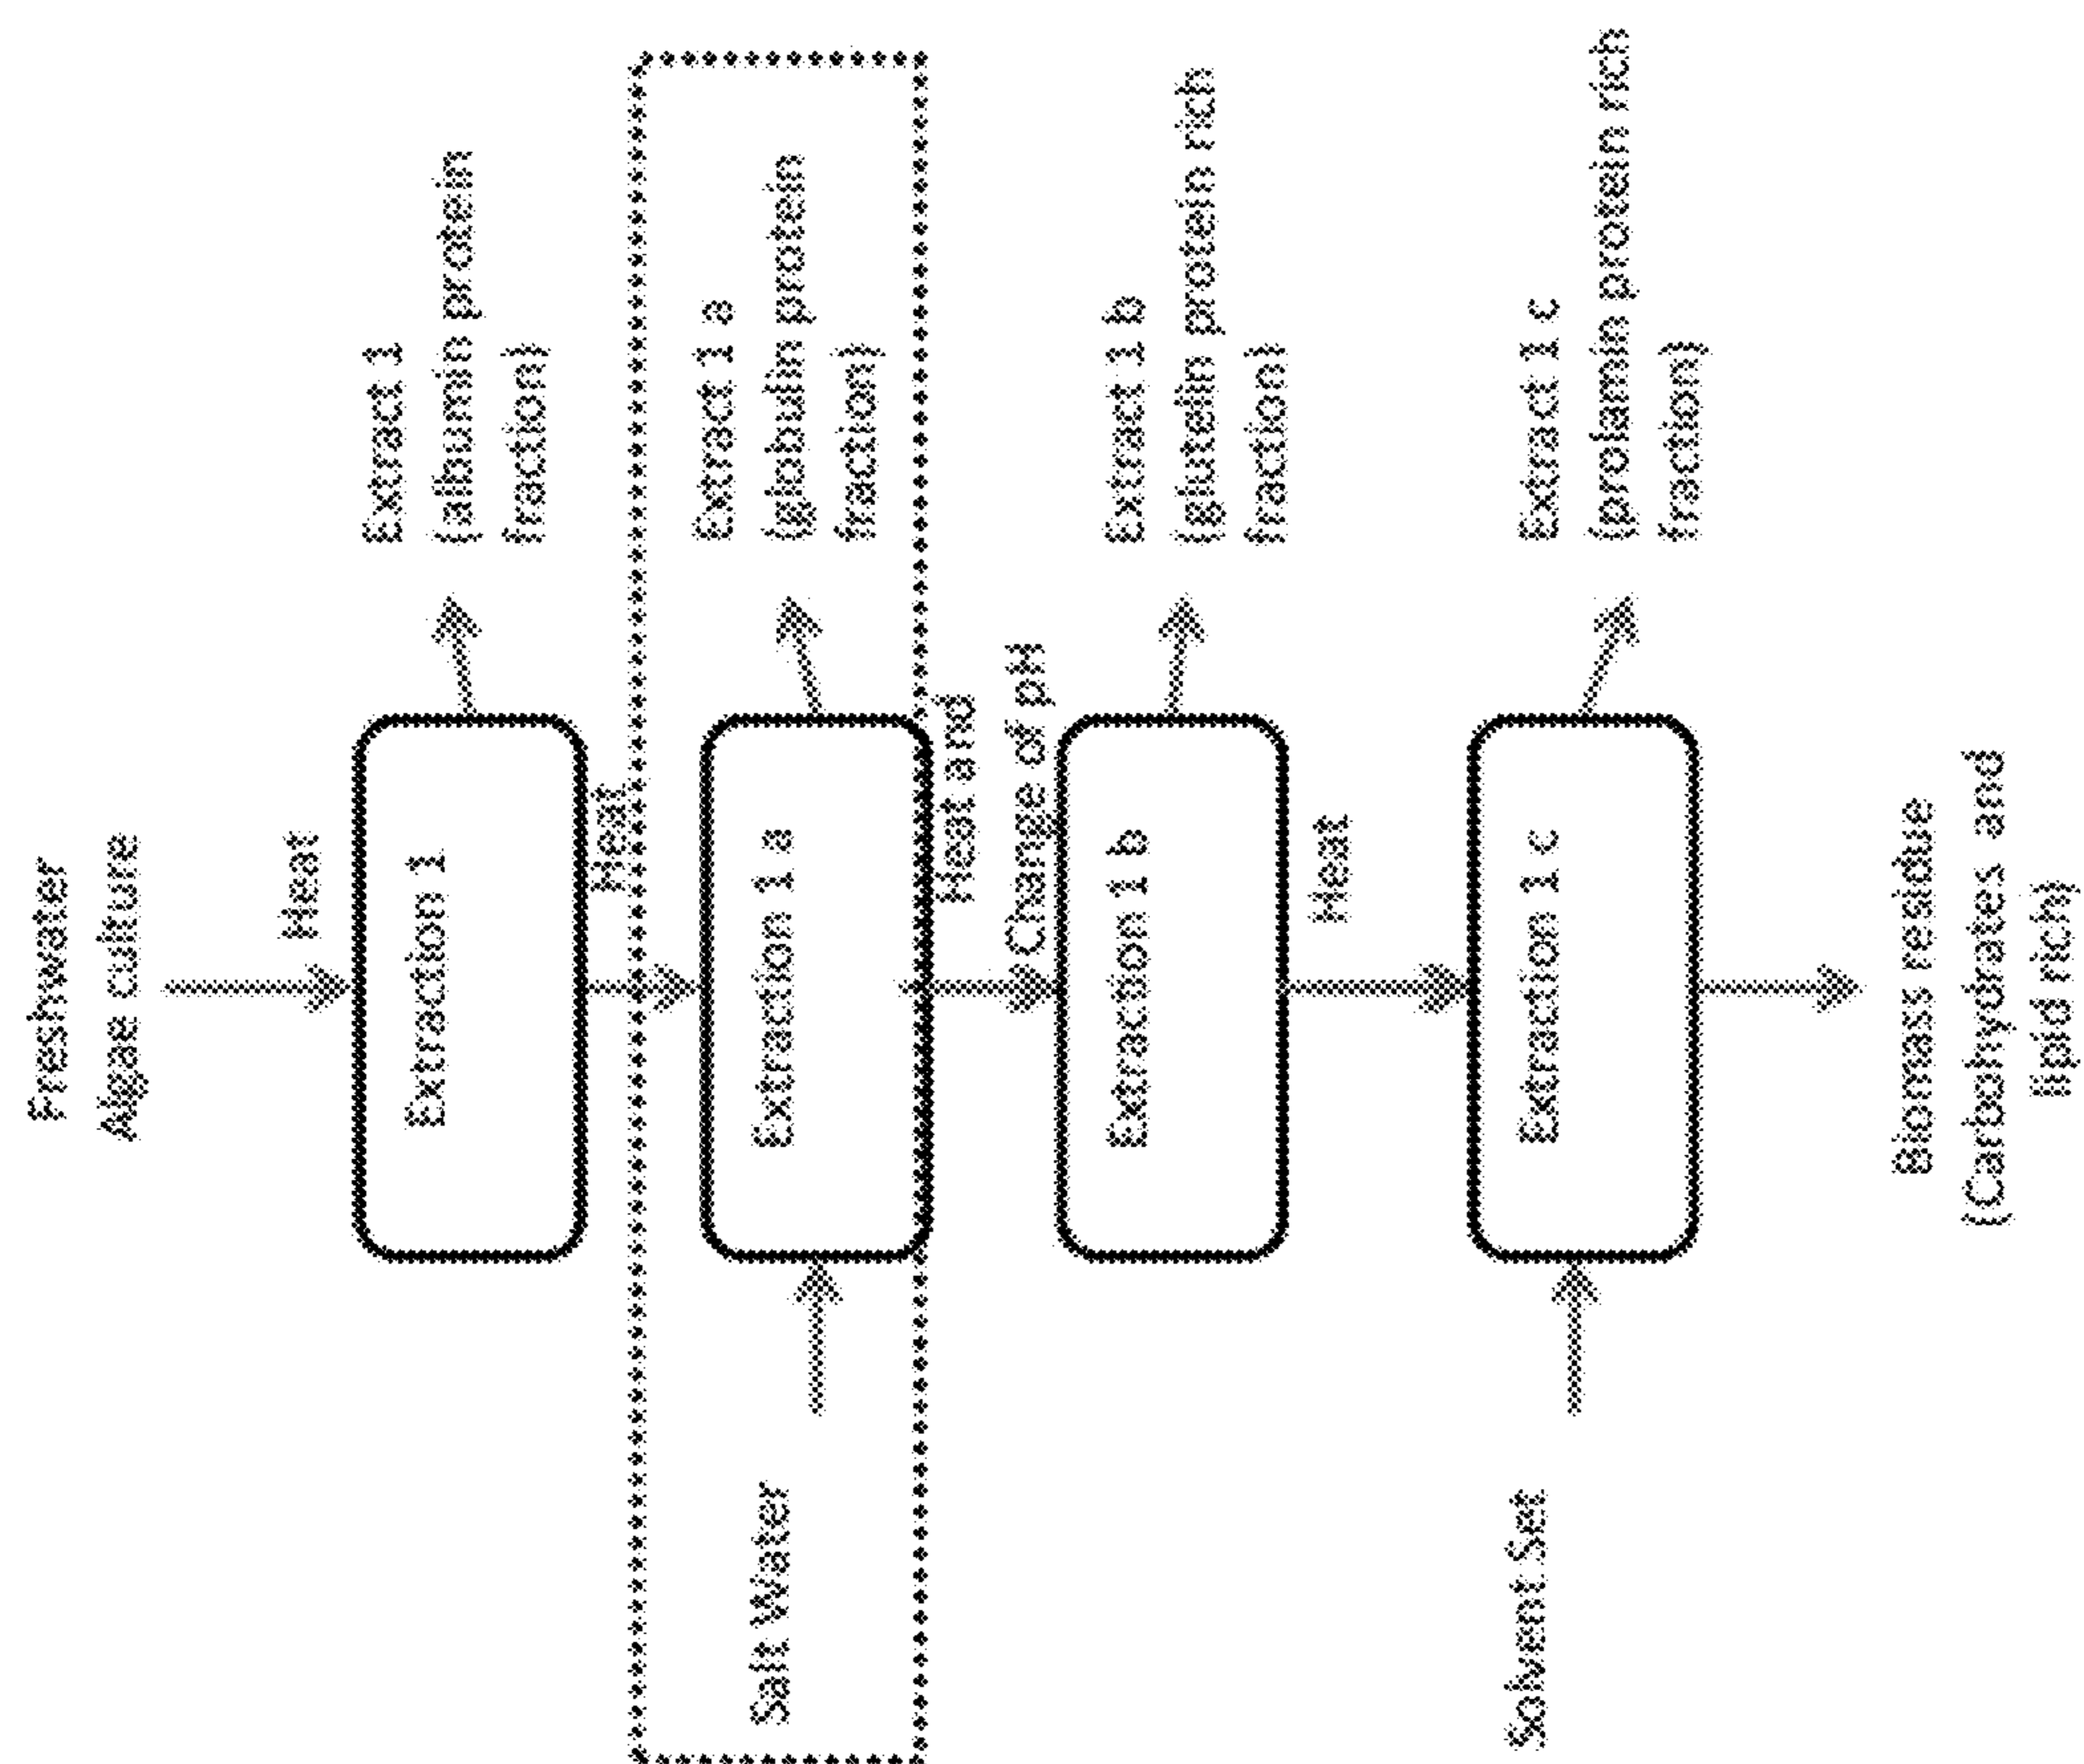 Freshwater
Algae culture
Heat
Extraction 1
Extract 1
(albumin protein
fraction)
Heat
Salt Water
Extraction 1 a
Extract 1 a
(globulin protein
fraction)
Heat and
Change of pH
Extraction 1 b
Extract 1 b
(glutein protein rich
fraction)
Heat
Solvent Set
Extraction 1 c
Extract 1 c
(prolamin protein rich
fraction)
Biomass residue
(Carbohydrates and
lipid rich)